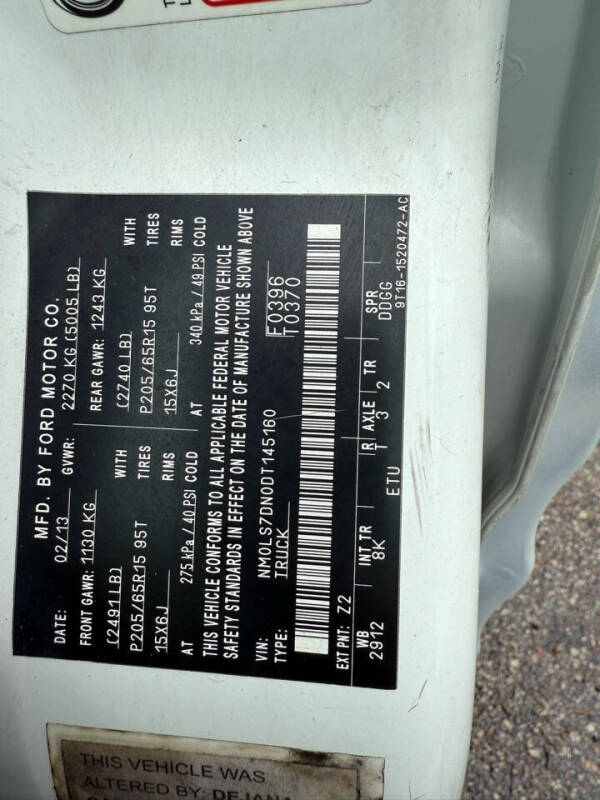 MFD. BY FORD MOTOR CO.
DATE: 02/13 GVWR: 2270 KG (5005 LB)
FRONT GAWR: 1130 KG REAR GAWR: 1243 KG
(2491LB) WITH (2740LB) WITH
P205/65R15 95T TIRES P205/65R15 95T TIRES
15X6J RIMS 15X6J RIMS
AT 275 kPa / 40 PSI COLD AT 340 kPa / 49 PSI COLD
THIS VEHICLE CONFORMS TO ALL APPLICABLE FEDERAL MOTOR VEHICLE
SAFETY STANDARDS IN EFFECT ON THE DATE OF MANUFACTURE SHOWN ABOVE
VIN: NM0LS7DN0DT145160 F0396
TYPE: TRUCK T0370
EXT PNT: Z2
WB INT TR R AXLE TR SPR
2912 8K T 3 2 DDGG
ETU 9T16-1520472-AC
THIS VEHICLE WAS
ALTERED BY: DEJANA